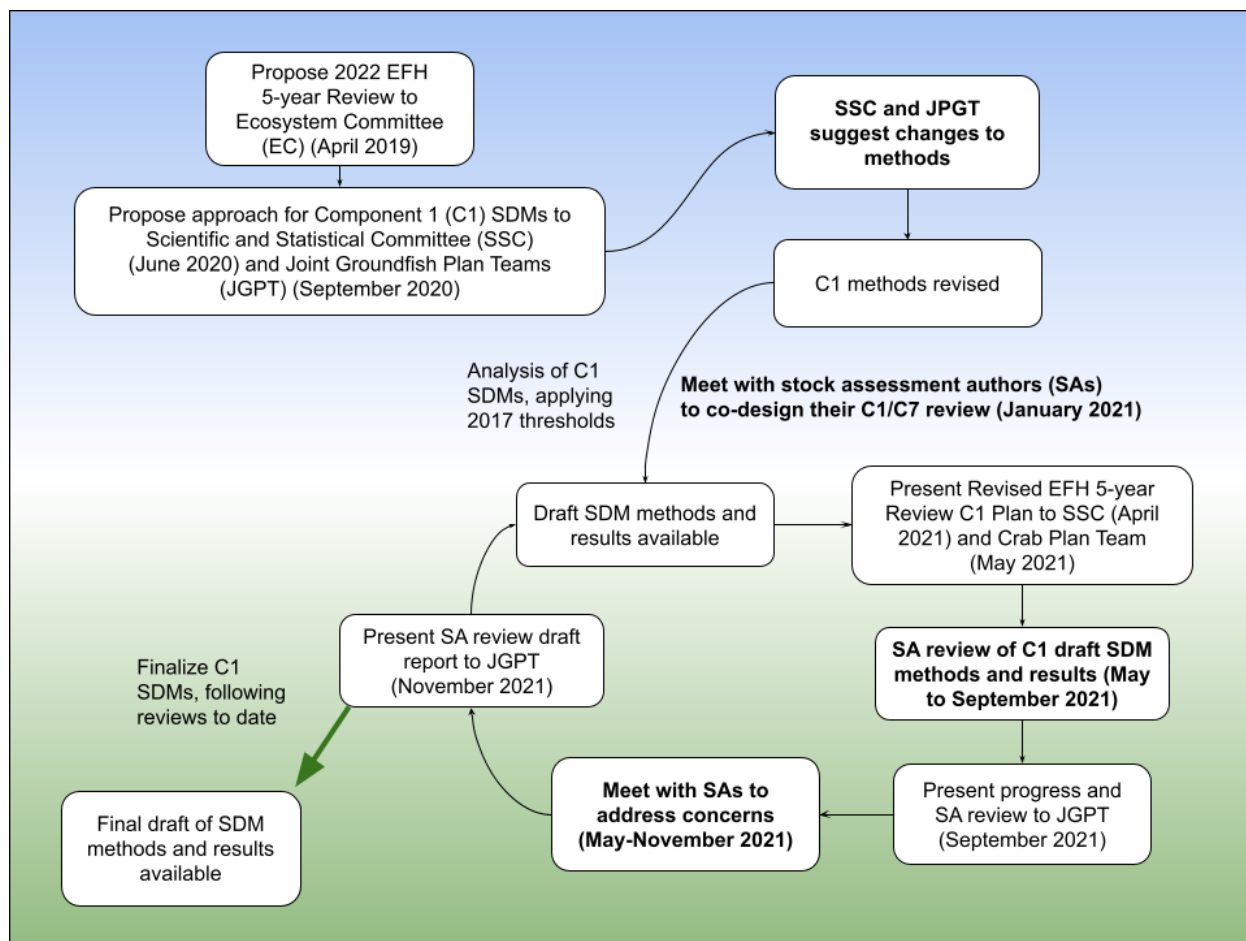 Propose 2022 EFH
5-year Review to
Ecosystem Committee
(EC) (April 2019)
Propose approach for Component 1 (C1) SDMs to
Scientific and Statistical Committee (SSC)
(June 2020) and Joint Groundfish Plan Teams
(JGPT) (September 2020)
SSC and JPGT
suggest changes to
methods
C1 methods revised
Analysis of C1
SDMs, applying
2017 thresholds
Meet with stock assessment authors (SAs)
to co-design their C1/C7 review (January 2021)
Draft SDM methods and
results available
Present Revised EFH 5-year
Review C1 Plan to SSC (April
2021) and Crab Plan Team
(May 2021)
SA review of C1 draft SDM
methods and results (May
to September 2021)
Present progress and
SA review to JGPT
(September 2021)
Meet with SAs to
address concerns
(May-November 2021)
Present SA review draft
report to JGPT
(November 2021)
Finalize C1
SDMs, following
reviews to date
Final draft of SDM
methods and results
available